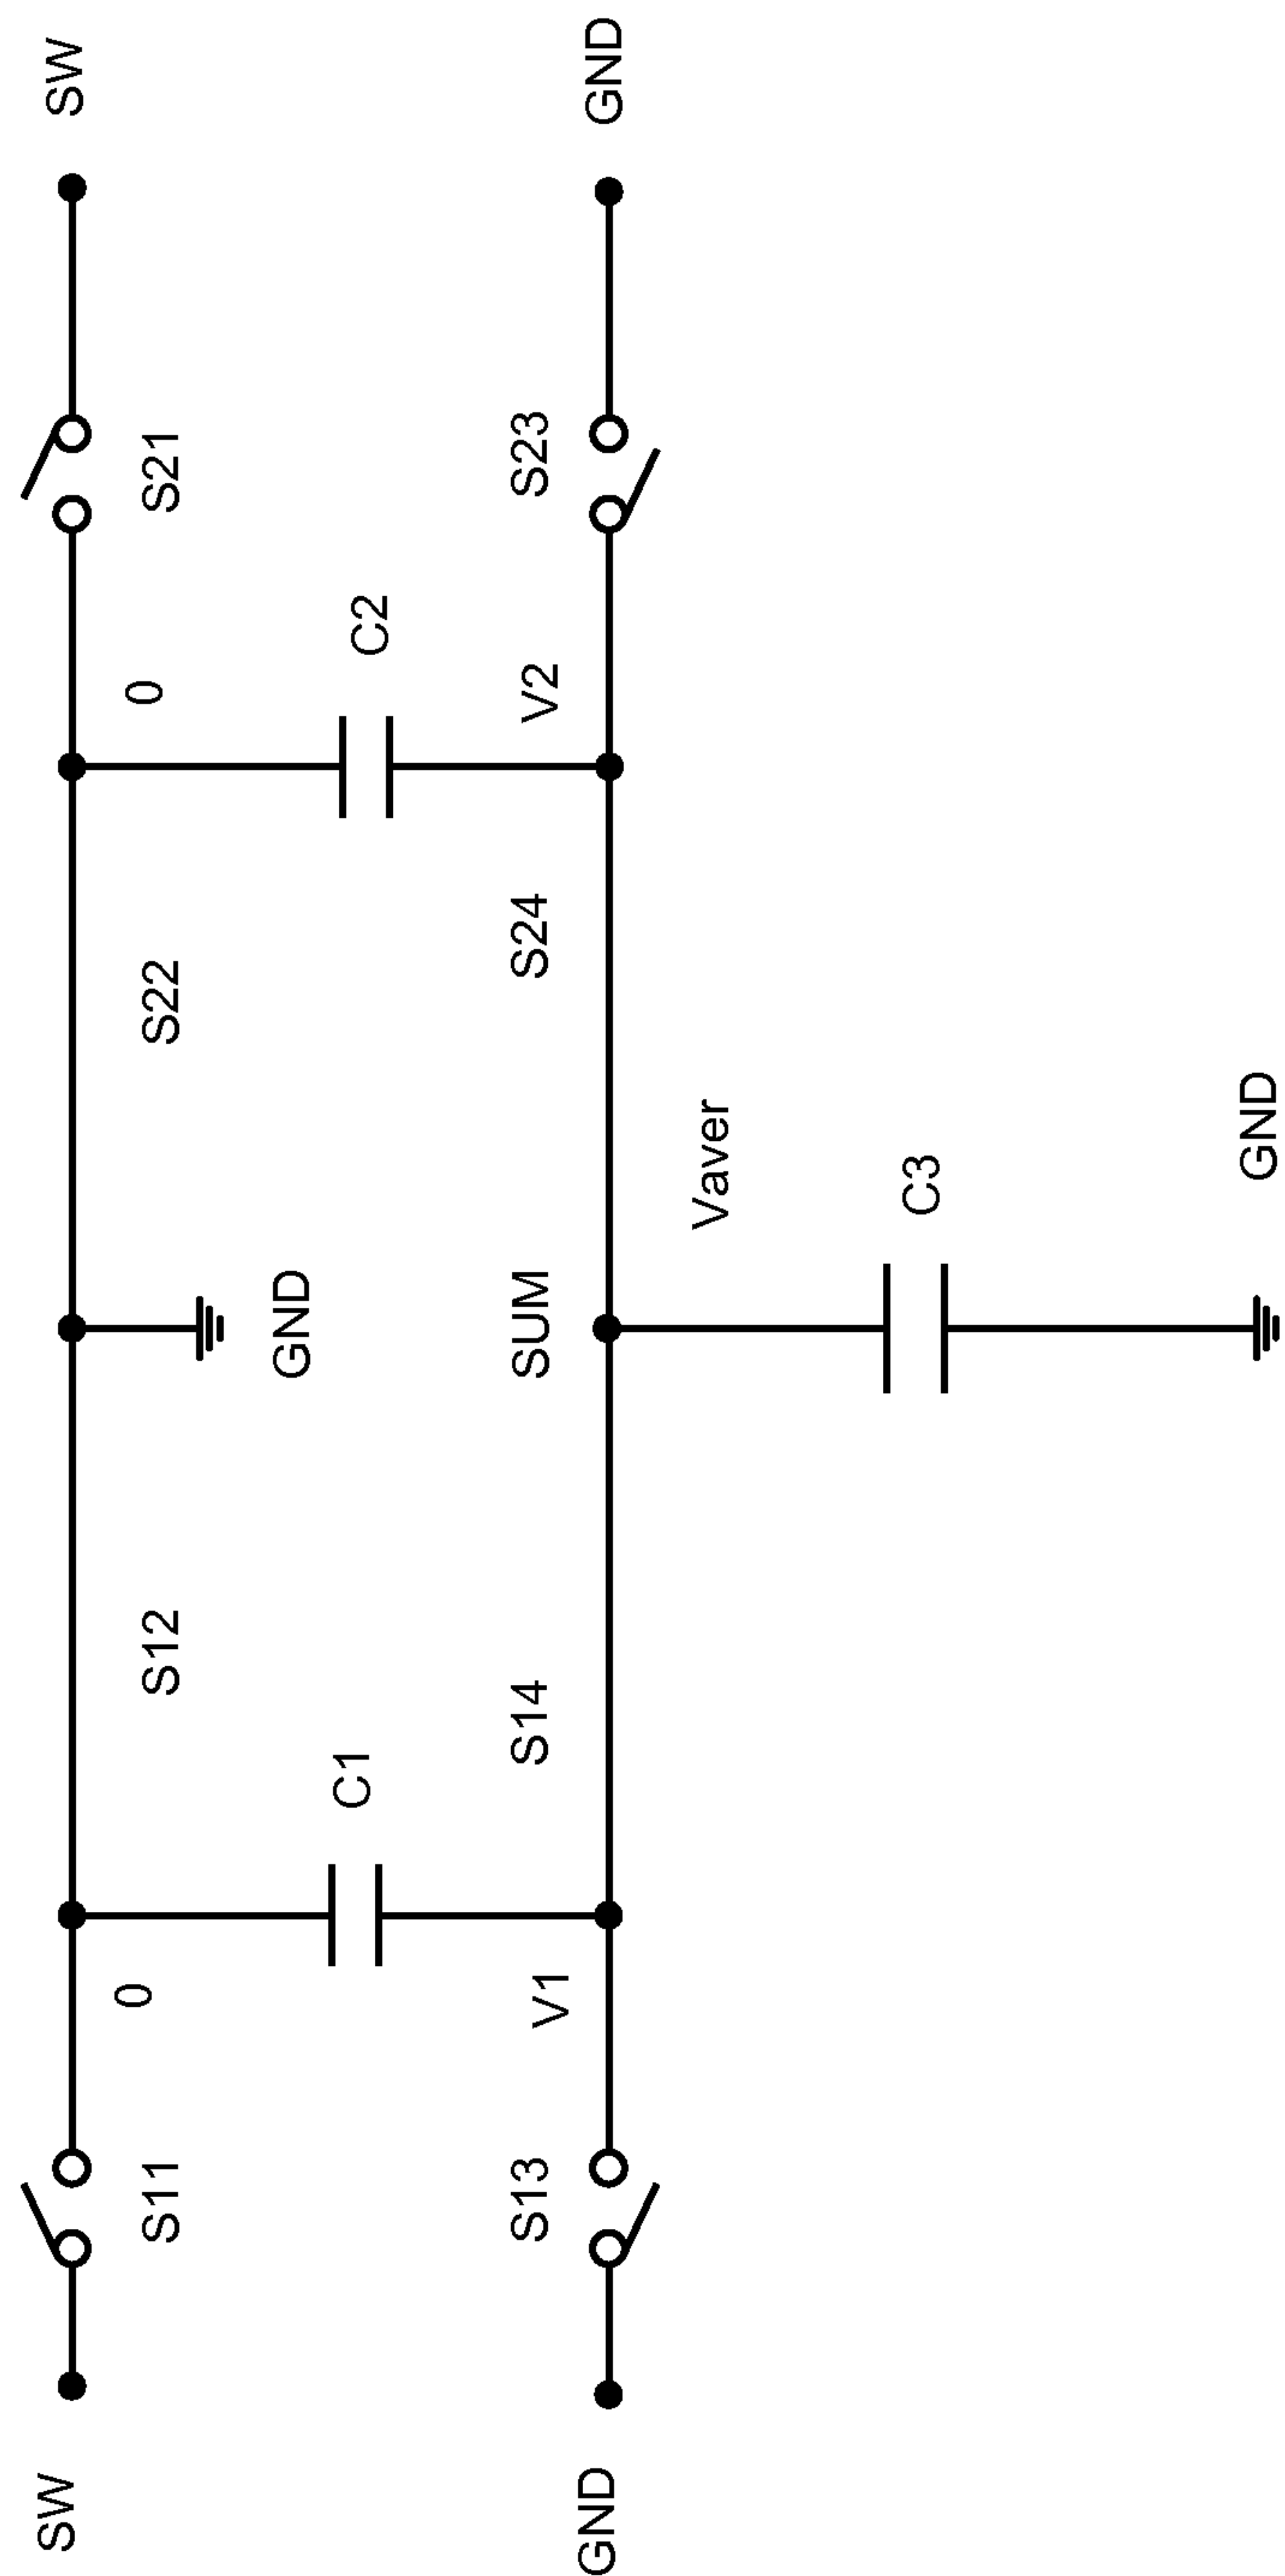 SW
S11
0
S12
S22
0
S21
SW
C1
GND
C2
GND
S13
V1
S14
SUM
S24
V2
S23
GND
Vaver
C3
GND